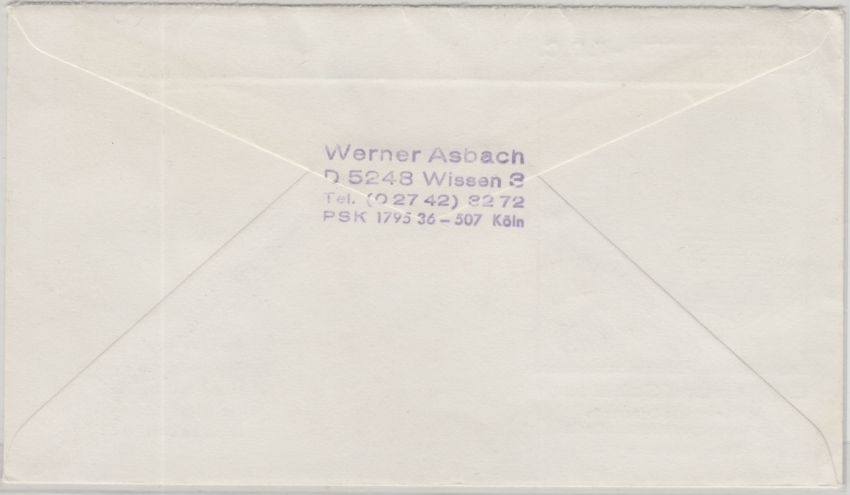 Werner Asbach
D 5248 Wissen 3
Tel. (0 27 42) 82 72
PSK 1795 36 - 507 Köln